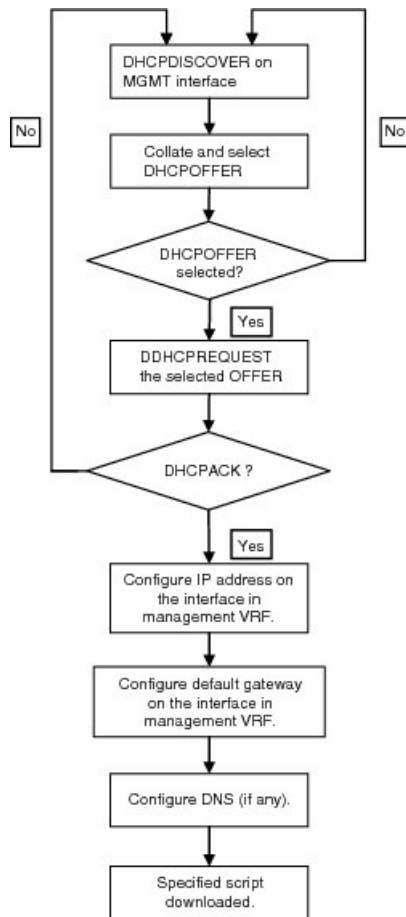 DHCPDISCOVER on
MGMT interface
No
No
Collate and select
DHCPOFFER
DHCPOFFER
selected?
Yes
DDHCPREQUEST
the selected OFFER
DHCPACK ?
Yes
Configure IP address on
the interface in
management VRF.
Configure default gateway
on the interface in
management VRF.
Configure DNS (if any).
Specified script
downloaded.